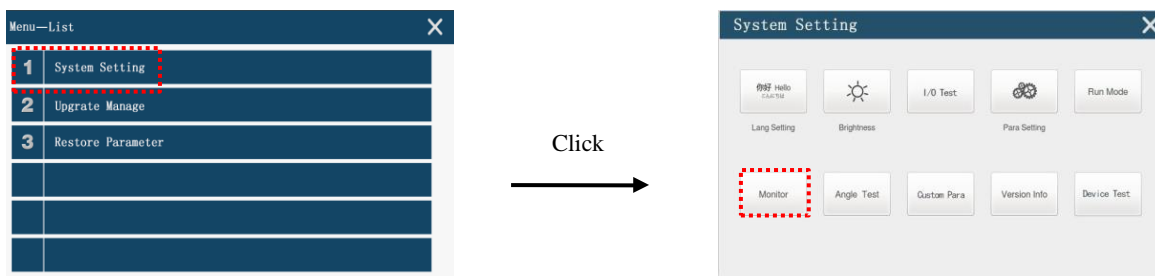 Menu—List
X
1 System Setting
2 Upgrate Manage
3 Restore Parameter
Click
System Setting
X
你好 Hello
I/O Test
Run Mode
Lang Setting
Brightness
Para Setting
Monitor
Angle Test
Custom Para
Version Info
Device Test